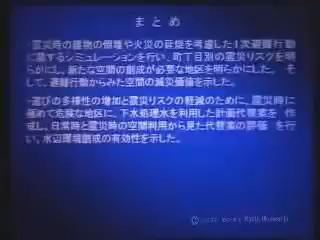 まとめ
・震災時の建物の倒壊や火災の延焼を考慮した1次避難行動
に関するシミュレーションを行い、町丁目別の震災リスクを明
らかにし、新たな空間の創成が必要な地区を明らかにした。そ
して、避難行動からみた空間の減災価値を示した。
・選びの多様性の増加と震災リスクの軽減のために、震災時に
極めて危険な地区に、下水処理水を利用した計画代替案を 作
成し、日常時と震災時の空間利用から見た代替案の評価 を行
い、水辺環境創成の有効性を示した。